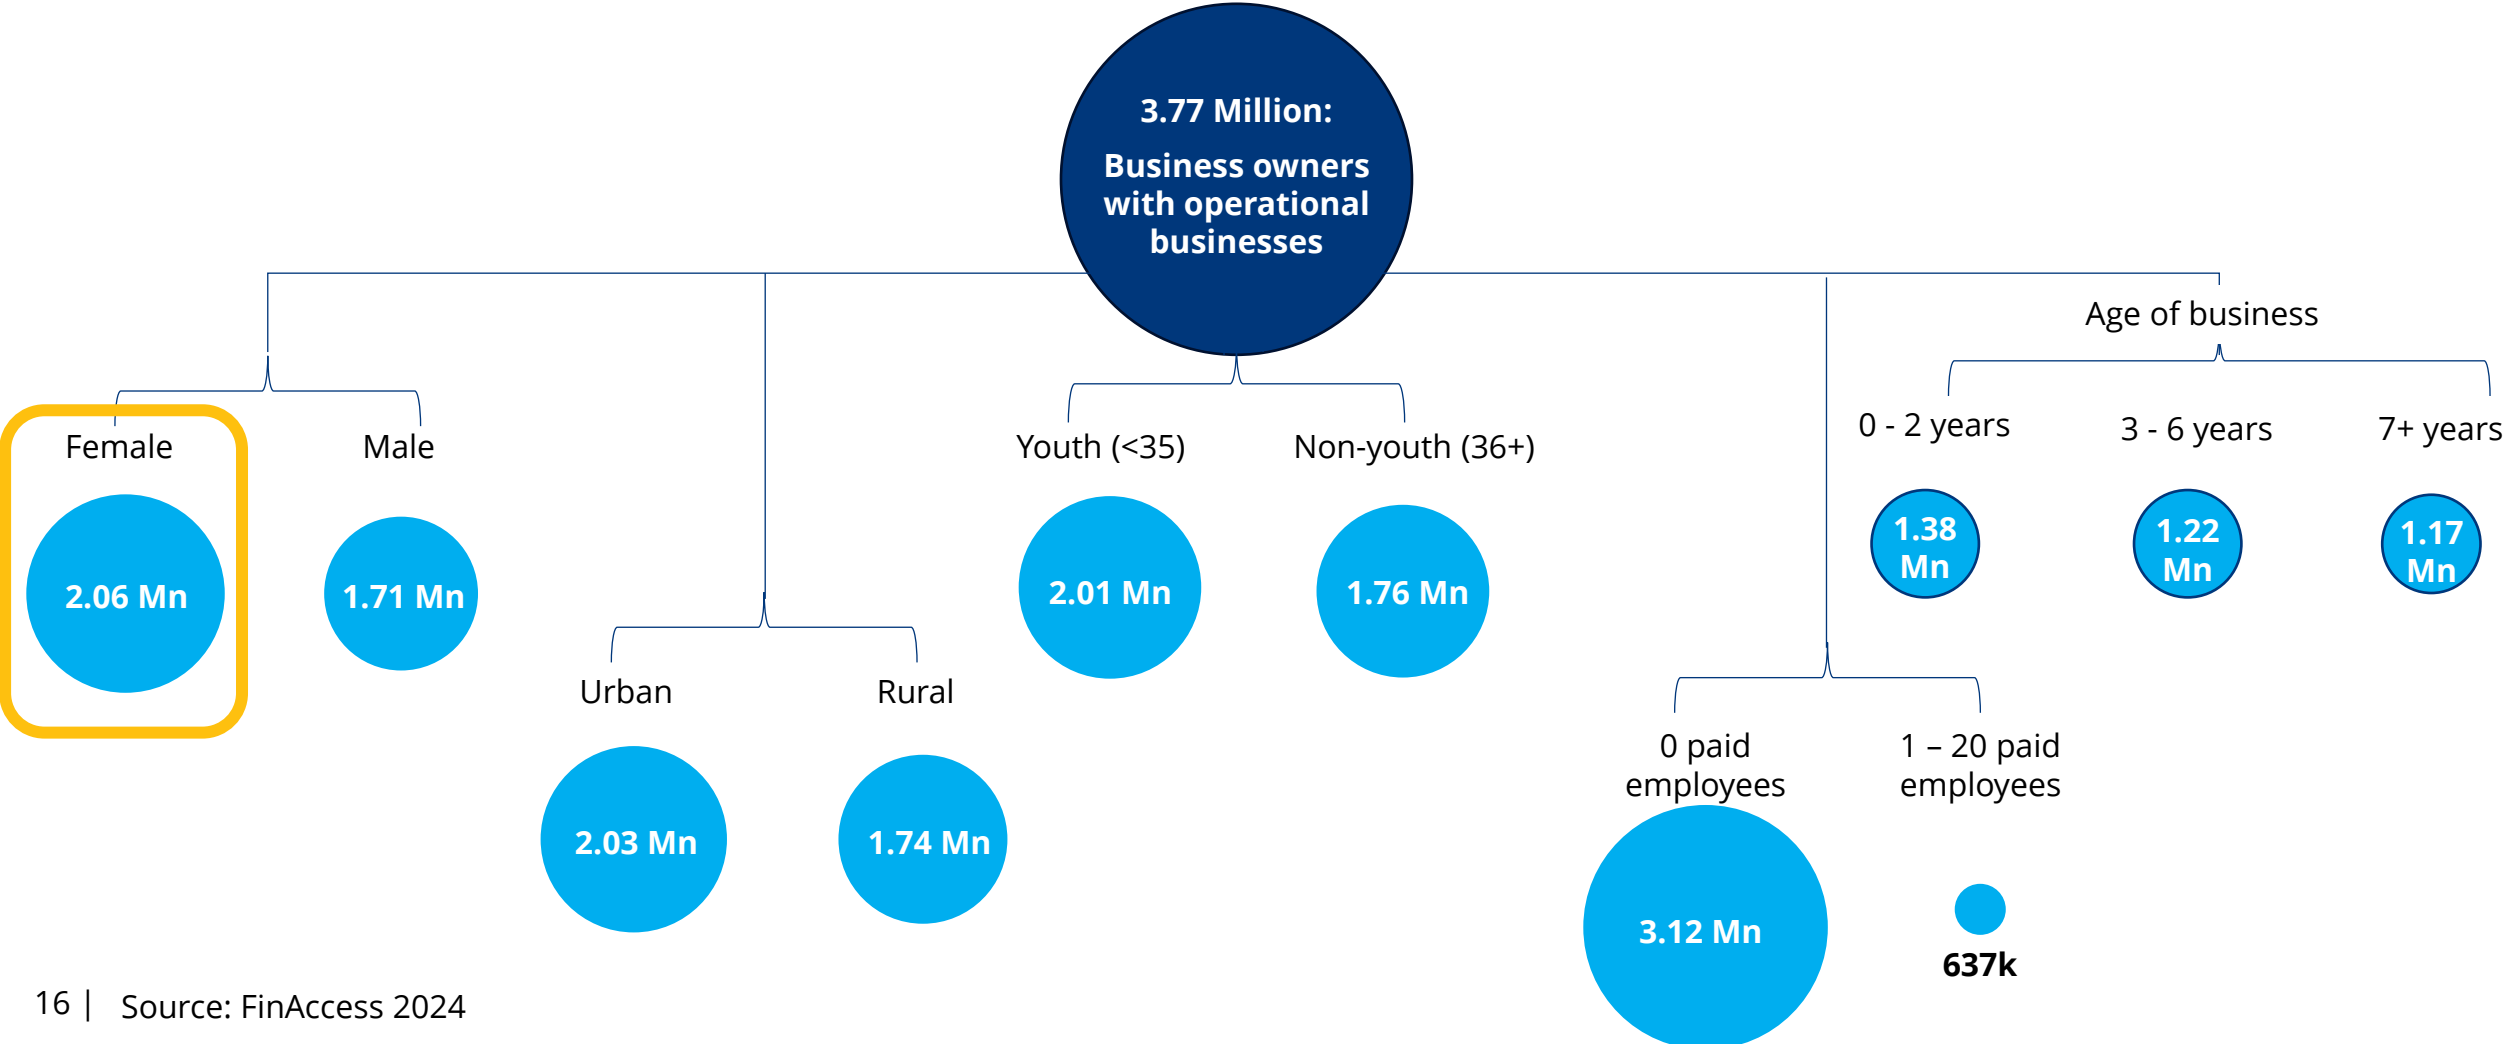 3.77 Million:
Business owners
with operational
businesses
Female
2.06 Mn
Male
1.71 Mn
Urban
2.03 Mn
Rural
1.74 Mn
Youth (<35)
2.01 Mn
Non-youth (36+)
1.76 Mn
0 paid
employees
3.12 Mn
1 – 20 paid
employees
637k
Age of business
0 - 2 years
1.38
Mn
3 - 6 years
1.22
Mn
7+ years
1.17
Mn
16 | Source: FinAccess 2024